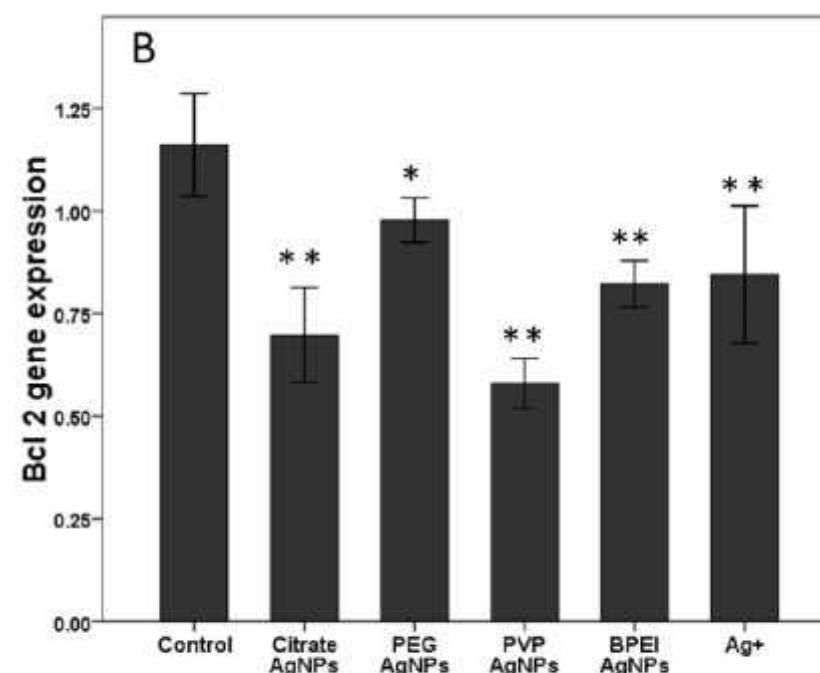 B
Bcl 2 gene expression
1.25
1.00
0.75
0.50
0.25
0.00
**
*
**
**
**
Control
Citrate AgNPs
PEG AgNPs
PVP AgNPs
BPEI AgNPs
Ag+